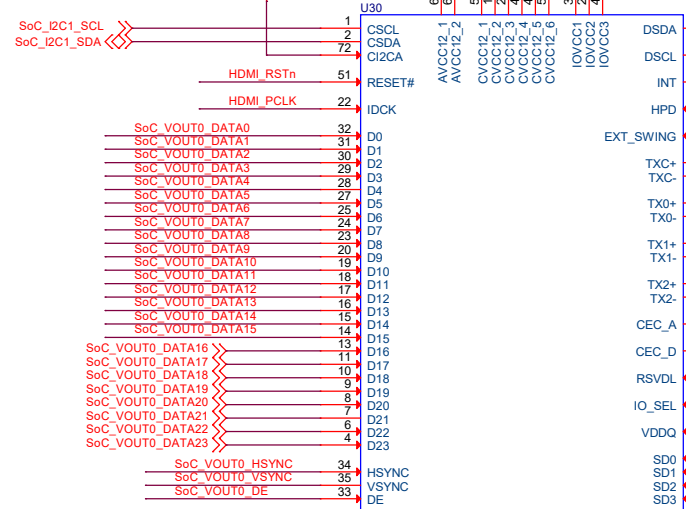 U30
SoC_I2C1_SCL 1 CSCL
SoC_I2C1_SDA 2 CSDA
72 CI2CA
HDMI_RSTn 51 RESET#
HDMI_PCLK 22 IDCK
SoC_VOUT0_DATA0 32 D0
SoC_VOUT0_DATA1 31 D1
SoC_VOUT0_DATA2 30 D2
SoC_VOUT0_DATA3 29 D3
SoC_VOUT0_DATA4 28 D4
SoC_VOUT0_DATA5 27 D5
SoC_VOUT0_DATA6 25 D6
SoC_VOUT0_DATA7 24 D7
SoC_VOUT0_DATA8 23 D8
SoC_VOUT0_DATA9 20 D9
SoC_VOUT0_DATA10 19 D10
SoC_VOUT0_DATA11 18 D11
SoC_VOUT0_DATA12 17 D12
SoC_VOUT0_DATA13 16 D13
SoC_VOUT0_DATA14 15 D14
SoC_VOUT0_DATA15 14 D15
SoC_VOUT0_DATA16 13 D16
SoC_VOUT0_DATA17 11 D17
SoC_VOUT0_DATA18 10 D18
SoC_VOUT0_DATA19 9 D19
SoC_VOUT0_DATA20 8 D20
SoC_VOUT0_DATA21 7 D21
SoC_VOUT0_DATA22 6 D22
SoC_VOUT0_DATA23 4 D23
SoC_VOUT0_HSYNC 34 HSYNC
SoC_VOUT0_VSYNC 35 VSYNC
SoC_VOUT0_DE 33 DE
AVCC12_1
AVCC12_2
CVCC12_1
CVCC12_2
CVCC12_3
CVCC12_4
CVCC12_5
CVCC12_6
IOVCC1
IOVCC2
IOVCC3
DSDA
DSCL
INT
HPD
EXT_SWING
TXC+
TXC-
TX0+
TX0-
TX1+
TX1-
TX2+
TX2-
CEC_A
CEC_D
RSVDL
IO_SEL
VDDQ
SD0
SD1
SD2
SD3